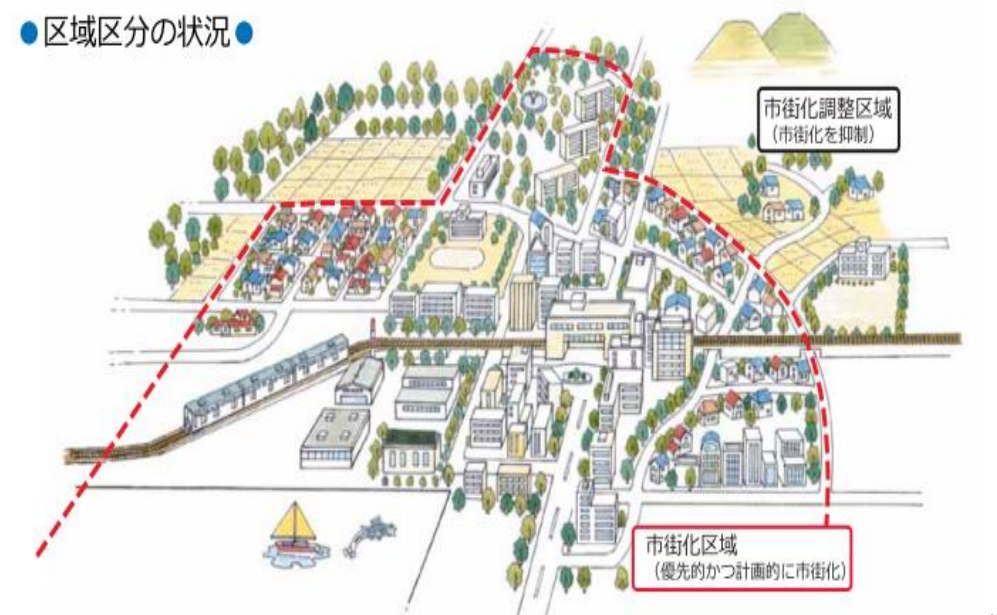 ●区域区分の状況●
市街化調整区域
（市街化を抑制）
市街化区域
（優先的かつ計画的に市街化）